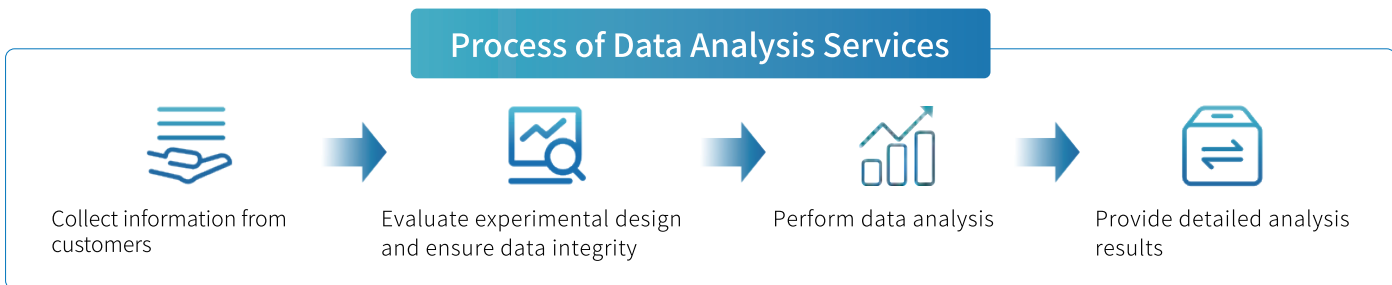 Process of Data Analysis Services
Collect information from
customers
Evaluate experimental design
and ensure data integrity
Perform data analysis
Provide detailed analysis
results